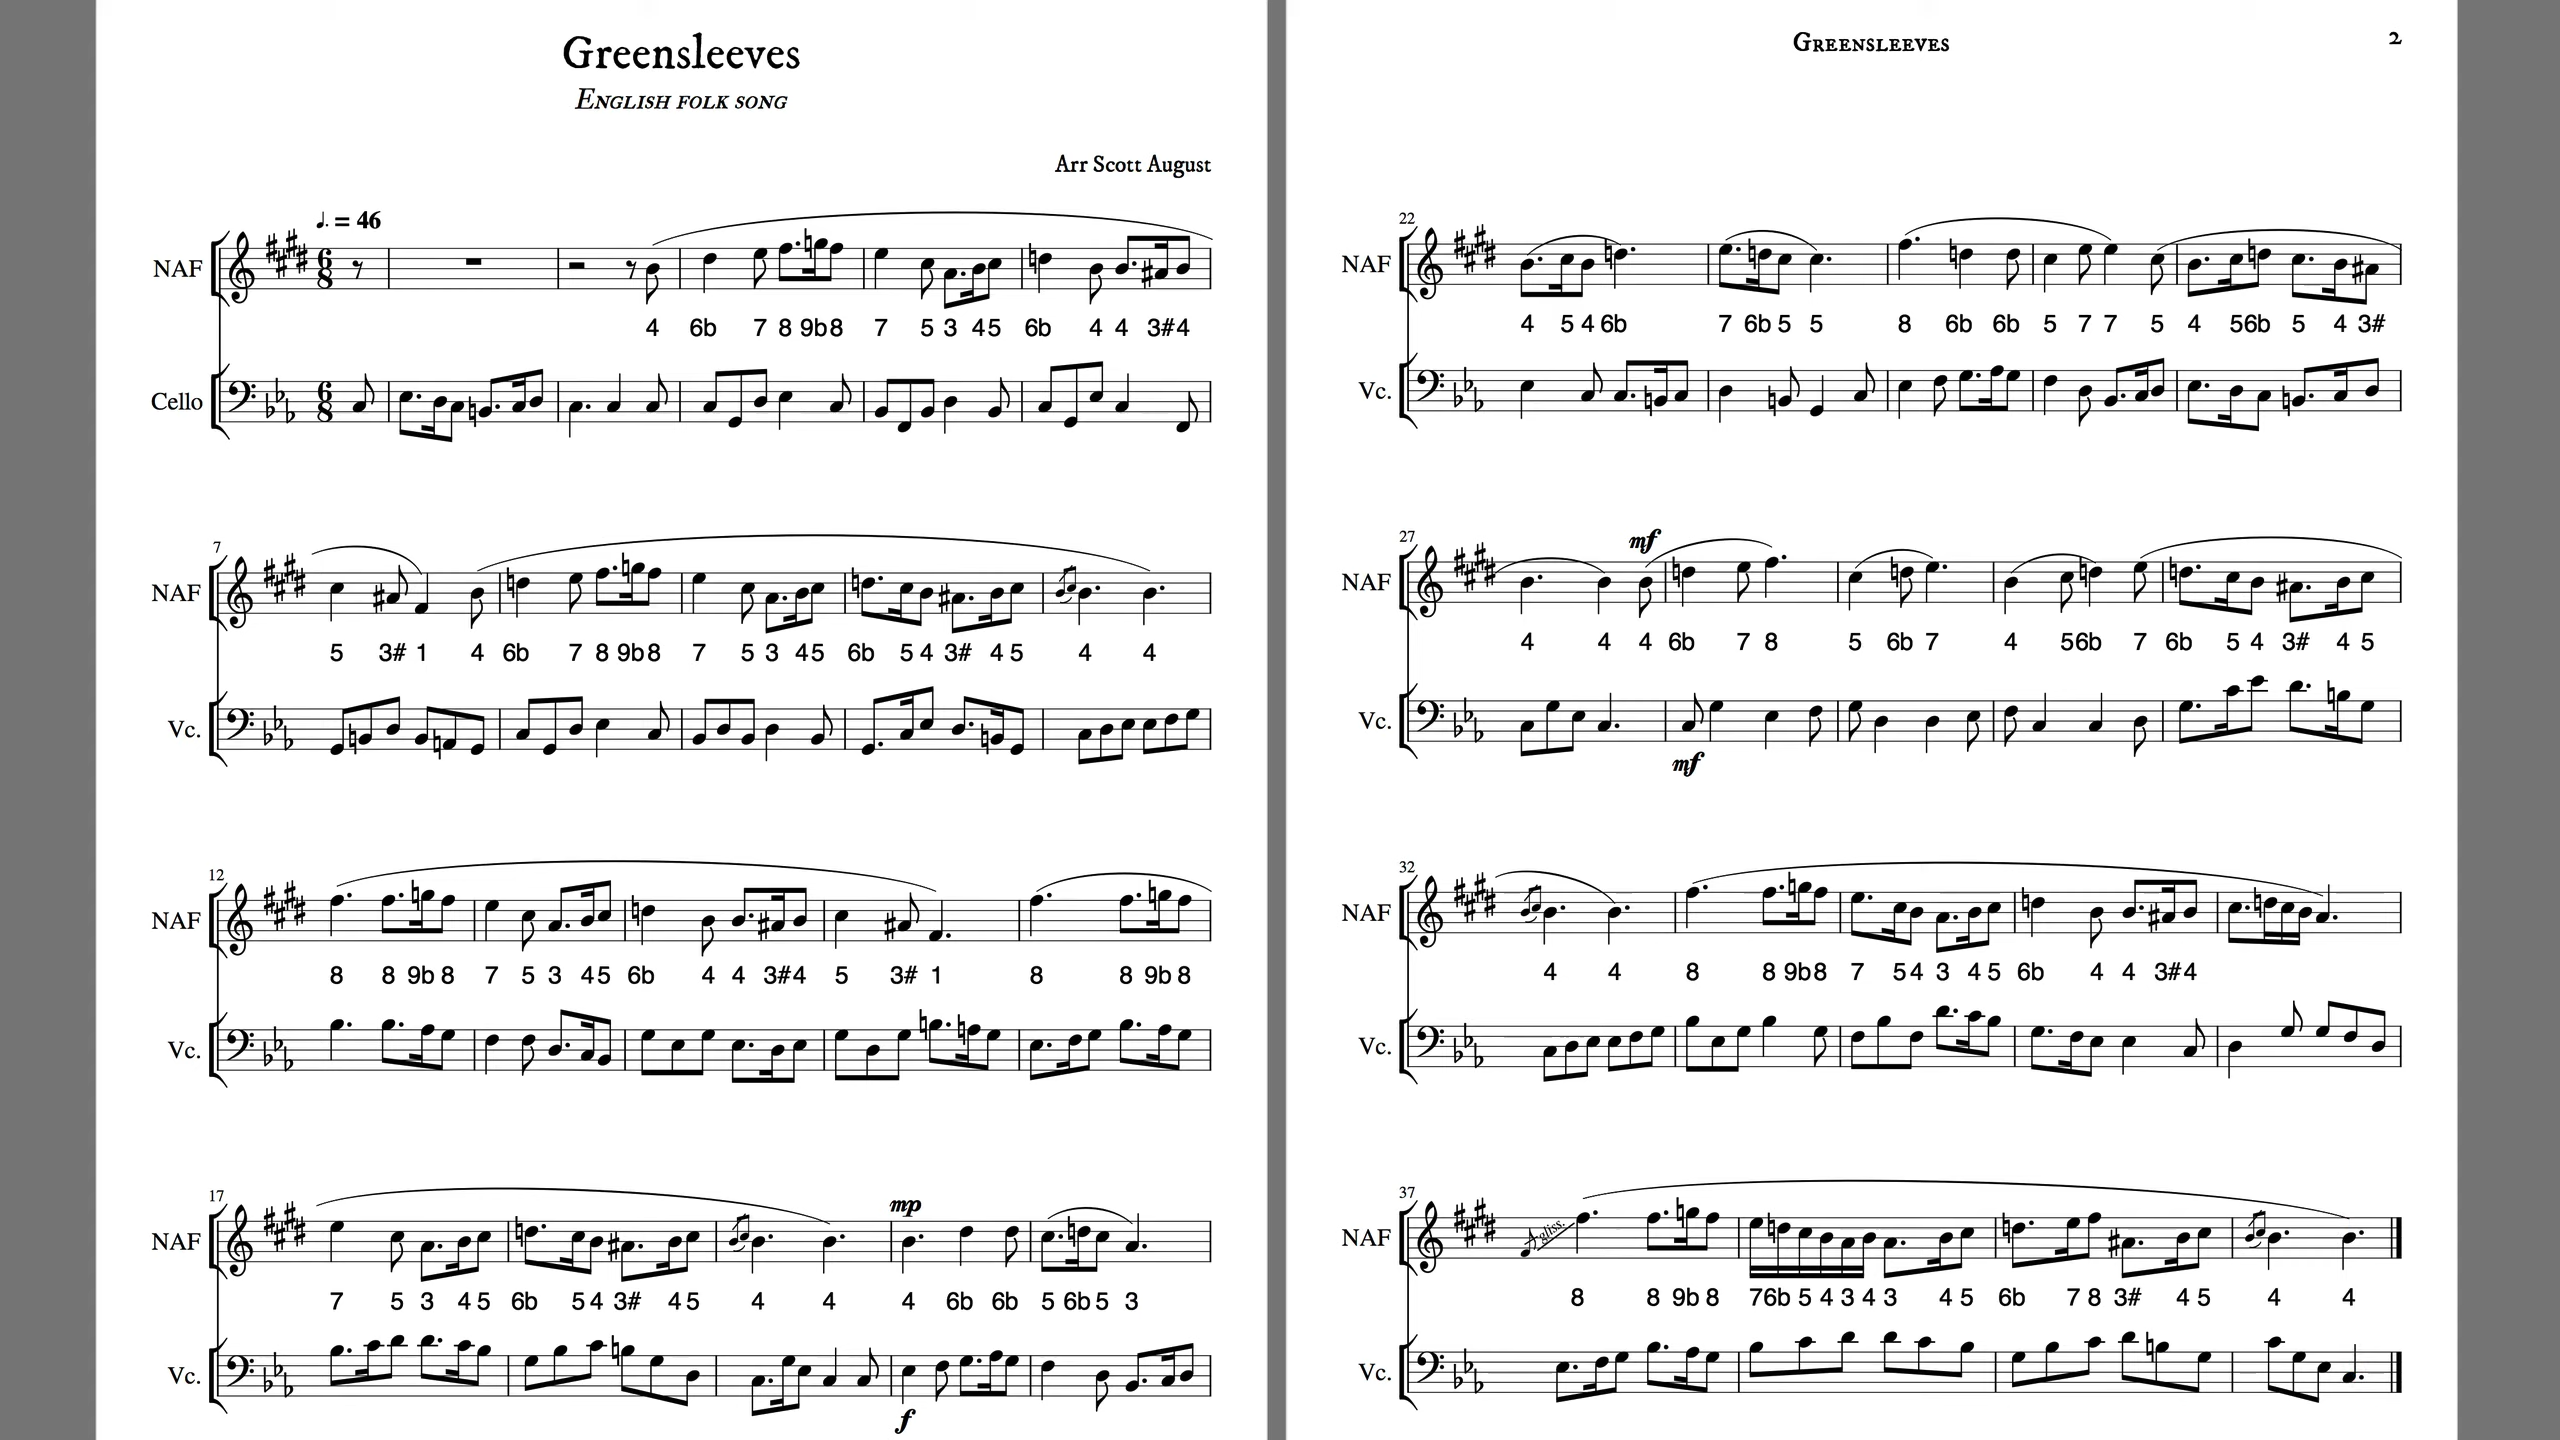 Greensleeves
English folk song
Arr Scott August
♩. = 46
NAF
4 6b 7 8 9b 8 7 5 3 4 5 6b 4 4 3# 4
Cello
7
NAF
5 3# 1 4 6b 7 8 9b 8 7 5 3 4 5 6b 5 4 3# 4 5 4 4
Vc.
12
NAF
8 8 9b 8 7 5 3 4 5 6b 4 4 3# 4 5 3# 1 8 8 9b 8
Vc.
17
mp
NAF
7 5 3 4 5 6b 5 4 3# 4 5 4 4 4 6b 6b 5 6b 5 3
Vc.
f
Greensleeves 2
22
NAF
4 5 4 6b 7 6b 5 5 8 6b 6b 5 7 7 5 4 5 6b 5 4 3#
Vc.
27
mf
NAF
4 4 4 6b 7 8 5 6b 7 4 5 6b 7 6b 5 4 3# 4 5
Vc.
mf
32
NAF
4 4 8 8 9b 8 7 5 4 3 4 5 6b 4 4 3# 4
Vc.
37
NAF
gliss.
8 8 9b 8 7 6b 5 4 3 4 3 4 5 6b 7 8 3# 4 5 4 4
Vc.